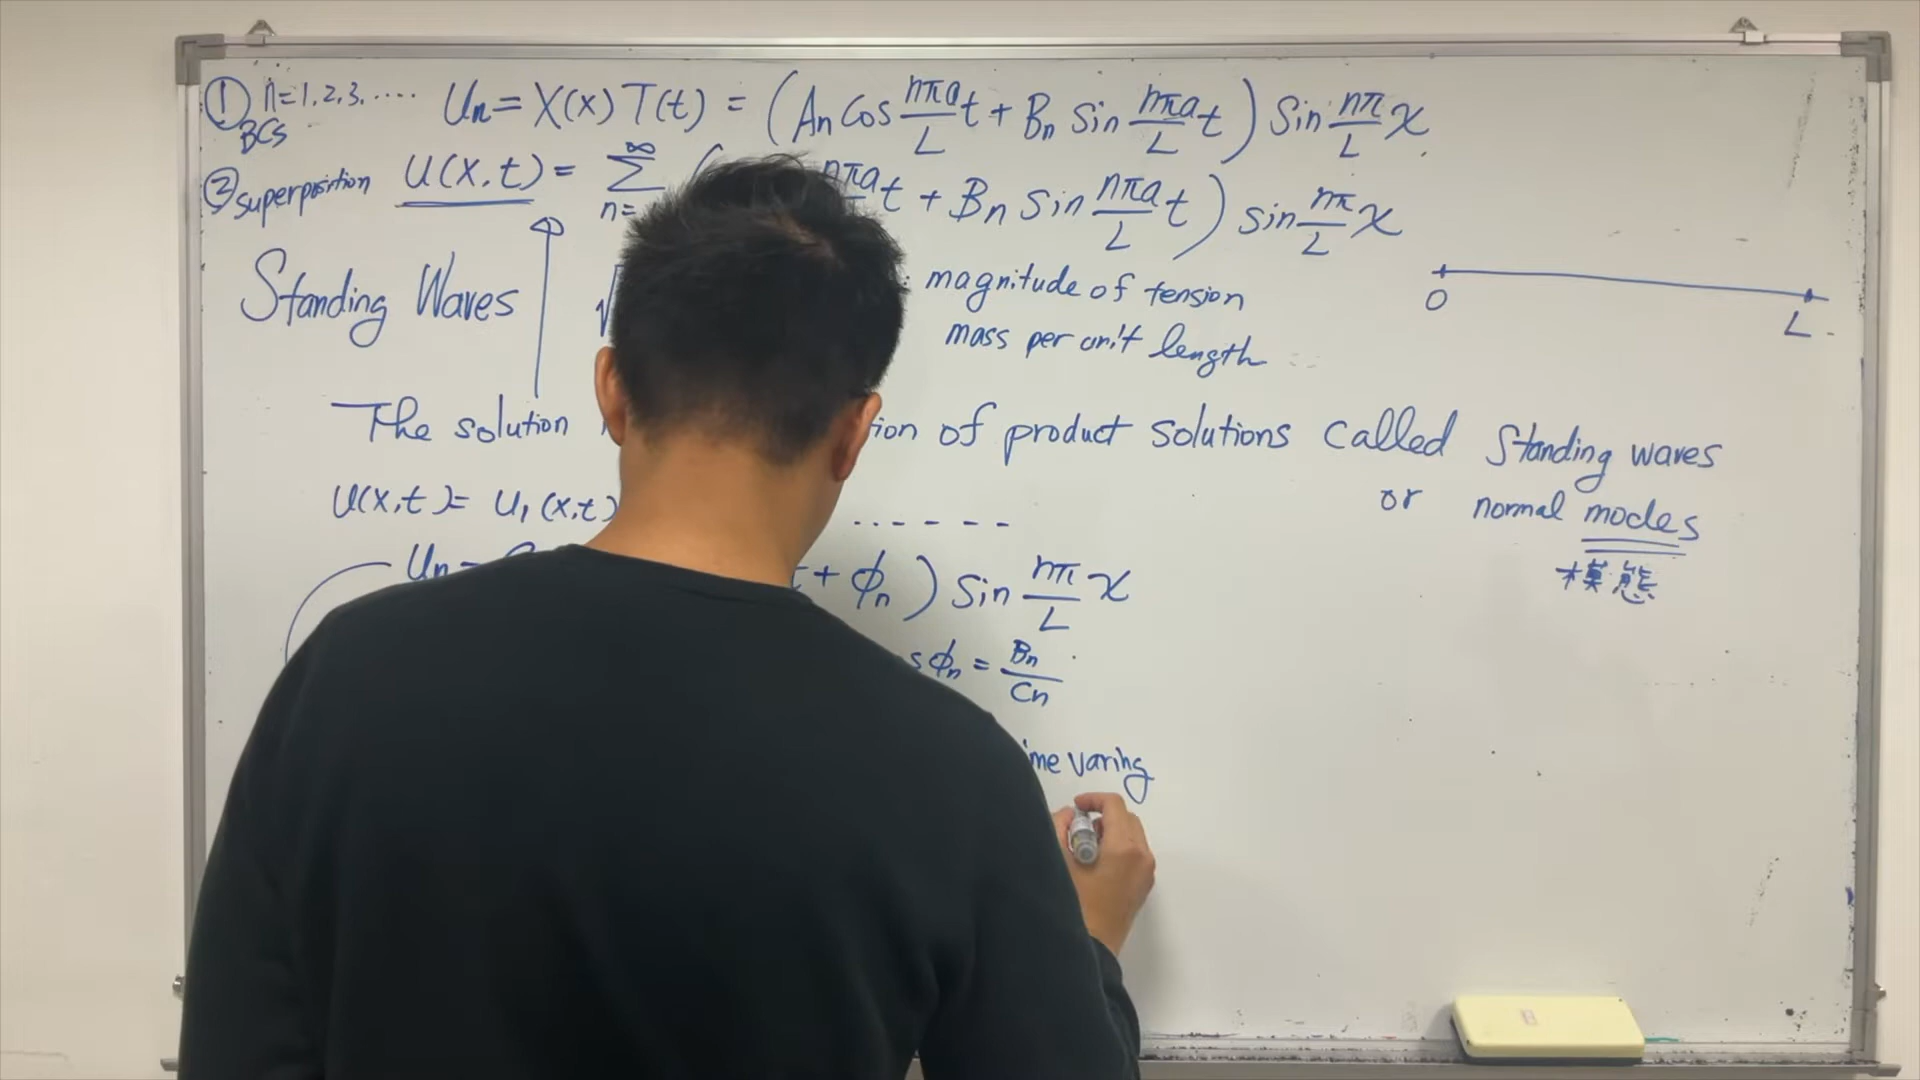 ① n=1.2.3..... Un = X(x) T(t) = (An Cos nπa/L t + Bn Sin nπa/L t) Sin nπ/L x.
BCs
② superposition U(x,t) = ∞ Σ n= ( nπa t + Bn Sin nπa/L t) sin nπ/L x
Standing Waves √ : magnitude of tension
mass per unit length
0 L
The solution of product solutions called Standing waves
or normal modes
模態
U(x,t) = U1(x,t) ------
Un = t + φn) Sin nπ/L x
φn = Bn/Cn
varing